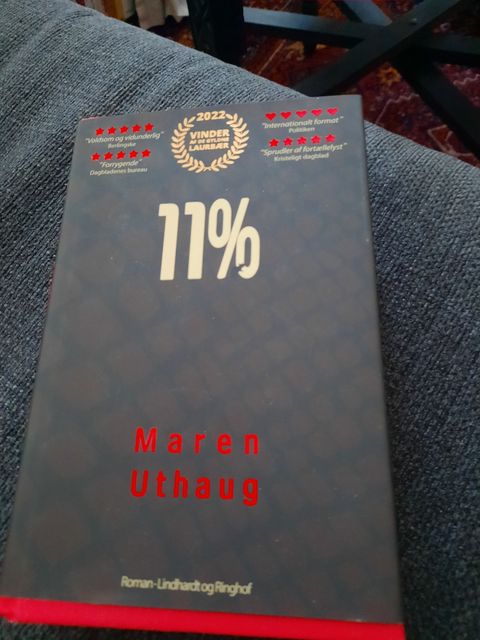 ★★★★★
"Voldsom og vidunderlig"
Berlingske
★★★★★
"Forrygende"
Dagbladenes bureau
2022
VINDER
AF DE GYLDNE
LAURBÆR
♥♥♥♥♥
"Internationalt format"
Politiken
★★★★★
"Sprudler af fortællelyst"
Kristeligt dagblad
11%
Maren
Uthaug
Roman - Lindhardt og Ringhof